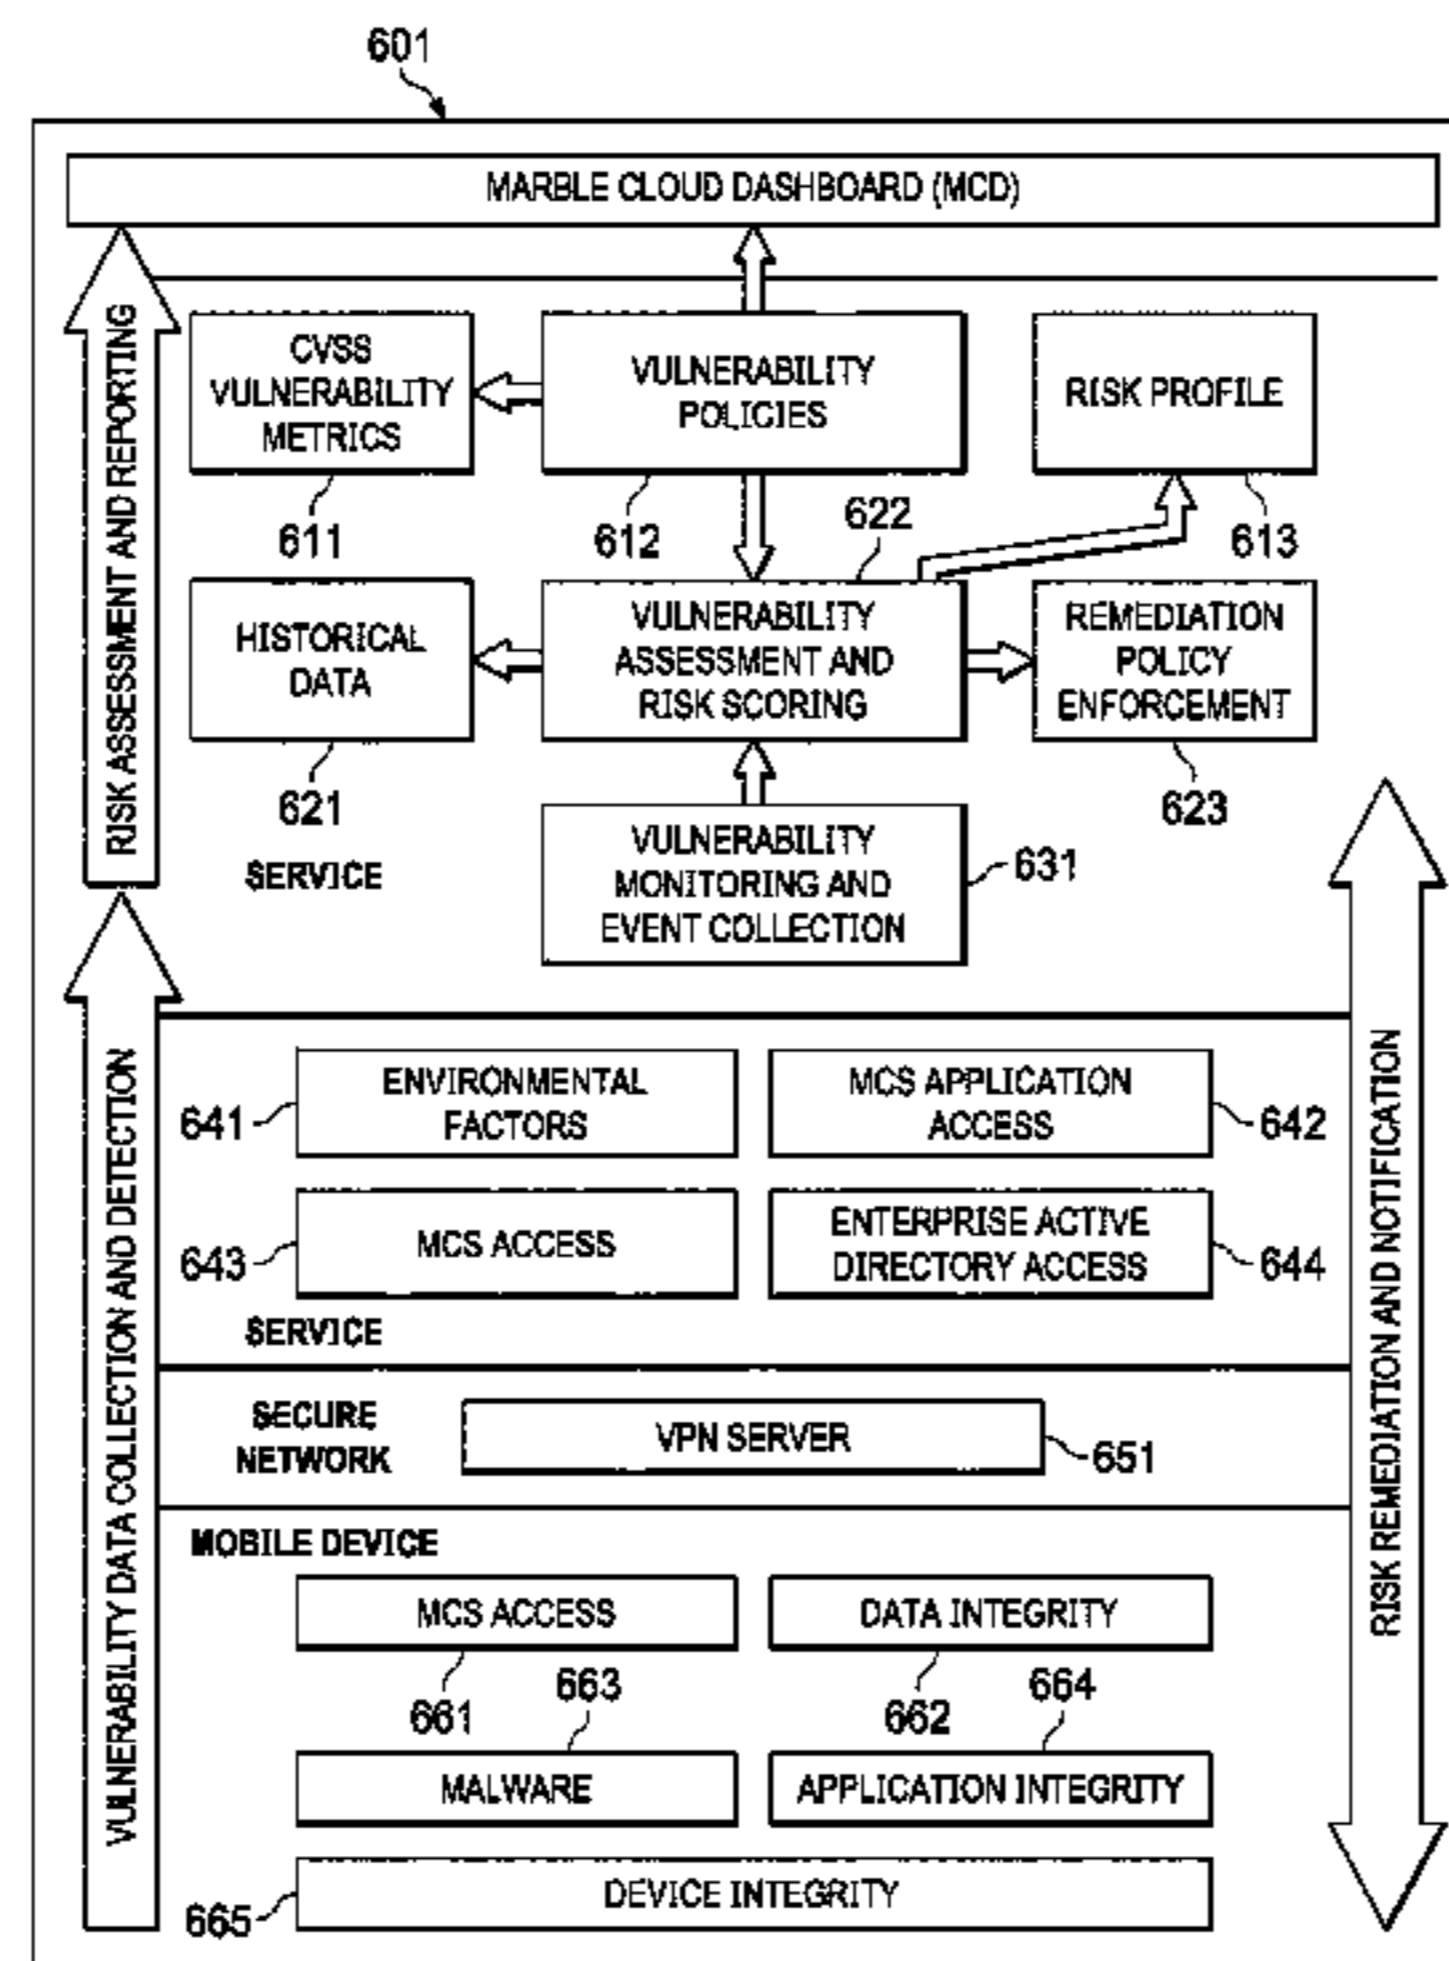 601
MARBLE CLOUD DASHBOARD (MCD)
RISK ASSESSMENT AND REPORTING
CVSS
VULNERABILITY
METRICS
611
VULNERABILITY
POLICIES
612
RISK PROFILE
613
622
HISTORICAL
DATA
621
VULNERABILITY
ASSESSMENT AND
RISK SCORING
REMEDIATION
POLICY
ENFORCEMENT
623
SERVICE
VULNERABILITY
MONITORING AND
EVENT COLLECTION
631
VULNERABILITY DATA COLLECTION AND DETECTION
RISK REMEDIATION AND NOTIFICATION
641
ENVIRONMENTAL
FACTORS
MCS APPLICATION
ACCESS
642
643
MCS ACCESS
ENTERPRISE ACTIVE
DIRECTORY ACCESS
644
SERVICE
SECURE
NETWORK
VPN SERVER
651
MOBILE DEVICE
MCS ACCESS
661
DATA INTEGRITY
662
663
MALWARE
664
APPLICATION INTEGRITY
665
DEVICE INTEGRITY